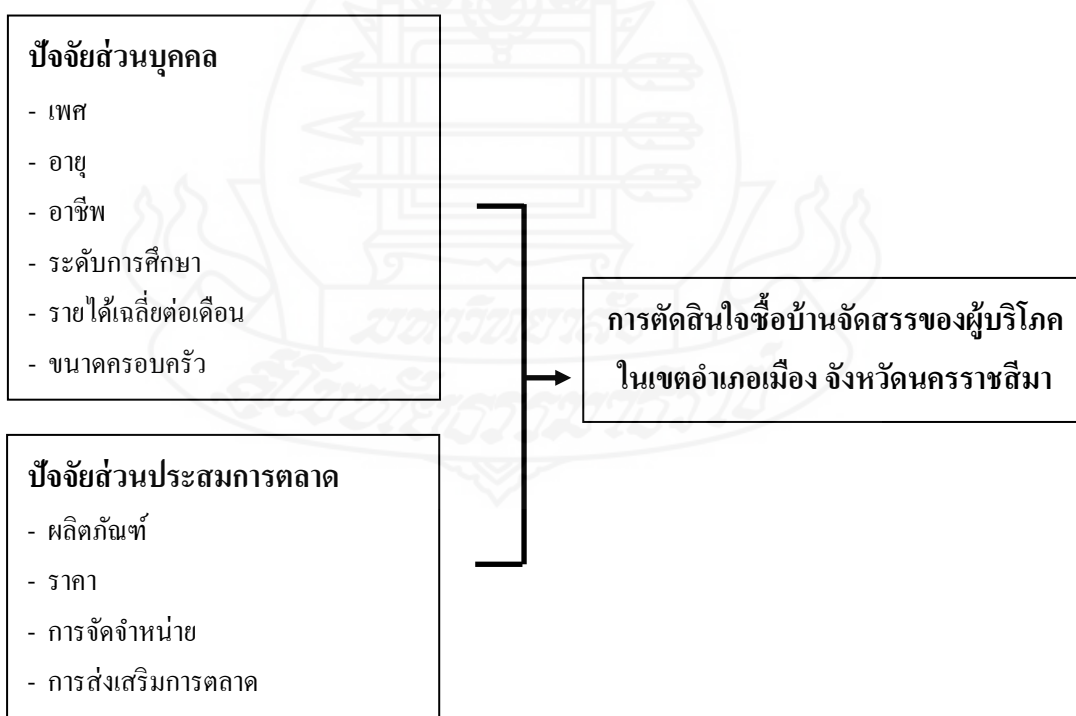 ปัจจัยส่วนบุคคล
- เพศ
- อายุ
- อาชีพ
- ระดับการศึกษา
- รายได้เฉลี่ยต่อเดือน
- ขนาดครอบครัว
การตัดสินใจซื้อบ้านจัดสรรของผู้บริโภค
ในเขตอำเภอเมือง จังหวัดนครราชสีมา
ปัจจัยส่วนประสมการตลาด
- ผลิตภัณฑ์
- ราคา
- การจัดจำหน่าย
- การส่งเสริมการตลาด